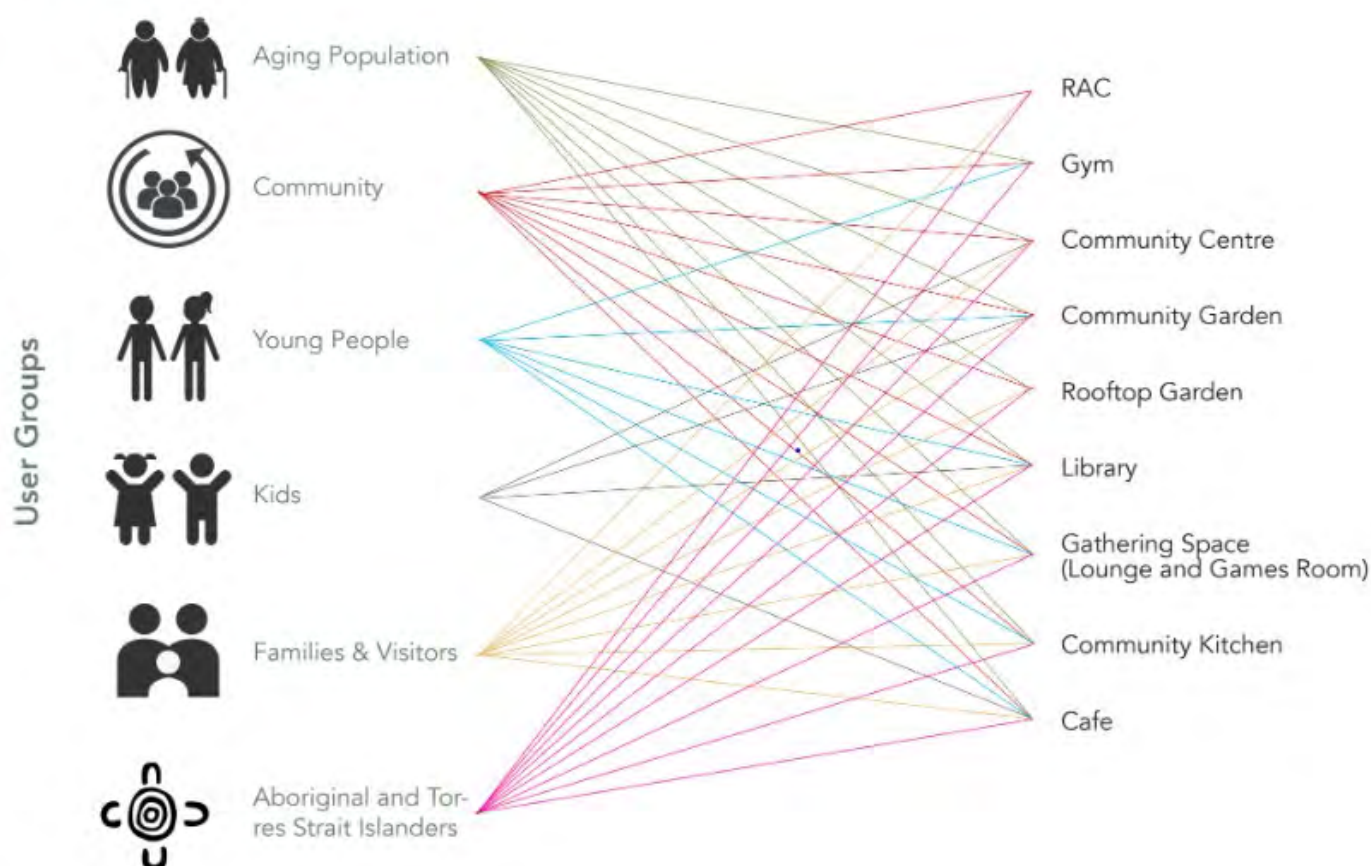 User Groups
Aging Population
Community
Young People
Kids
Families & Visitors
Aboriginal and Tor-
res Strait Islanders
RAC
Gym
Community Centre
Community Garden
Rooftop Garden
Library
Gathering Space
(Lounge and Games Room)
Community Kitchen
Cafe